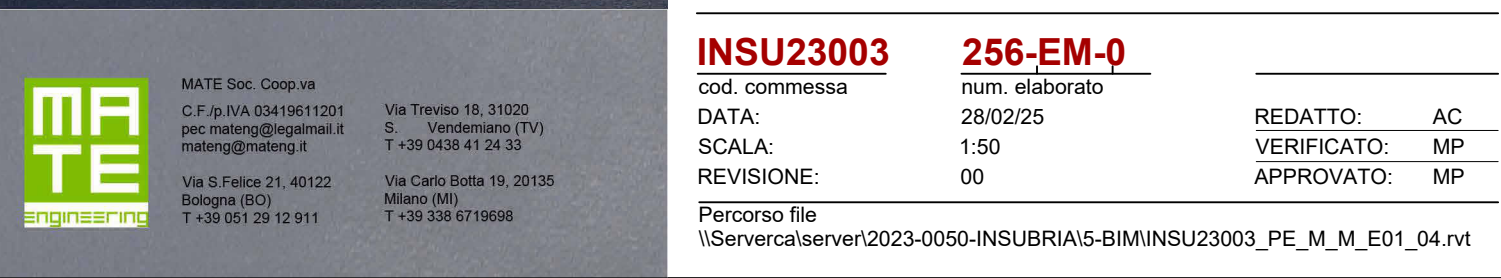 MATE
engineering
MATE Soc. Coop.va
C.F./p.IVA 03419611201
pec mateng@legalmail.it
mateng@mateng.it
Via S.Felice 21, 40122
Bologna (BO)
T +39 051 29 12 911
Via Treviso 18, 31020
S. Vendemiano (TV)
T +39 0438 41 24 33
Via Carlo Botta 19, 20135
Milano (MI)
T +39 338 6719698
INSU23003 256-EM-0
cod. commessa num. elaborato
DATA: 28/02/25 REDATTO: AC
SCALA: 1:50 VERIFICATO: MP
REVISIONE: 00 APPROVATO: MP
Percorso file
\\Serverca\server\2023-0050-INSUBRIA\5-BIM\INSU23003_PE_M_M_E01_04.rvt